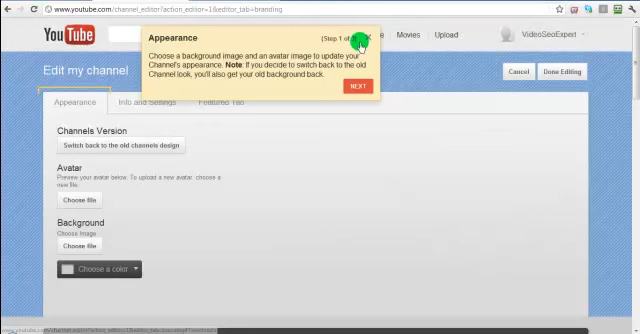 www.youtube.com/channel_editor?action_editor=1&editor_tab=branding
YouTube
Movies
Upload
VideoSeoExpert
Appearance
(Step 1 of
Choose a background image and an avatar image to update your
Channel's appearance. Note: If you decide to switch back to the old
Channel look, you'll also get your old background back.
NEXT
Edit my channel
Cancel
Done Editing
Appearance
Info and Settings
Featured Tab
Channels Version
Switch back to the old channels design
Avatar
Preview your avatar below. To upload a new avatar, choose a
new file.
Choose file
Background
Choose Image
Choose file
Choose a color